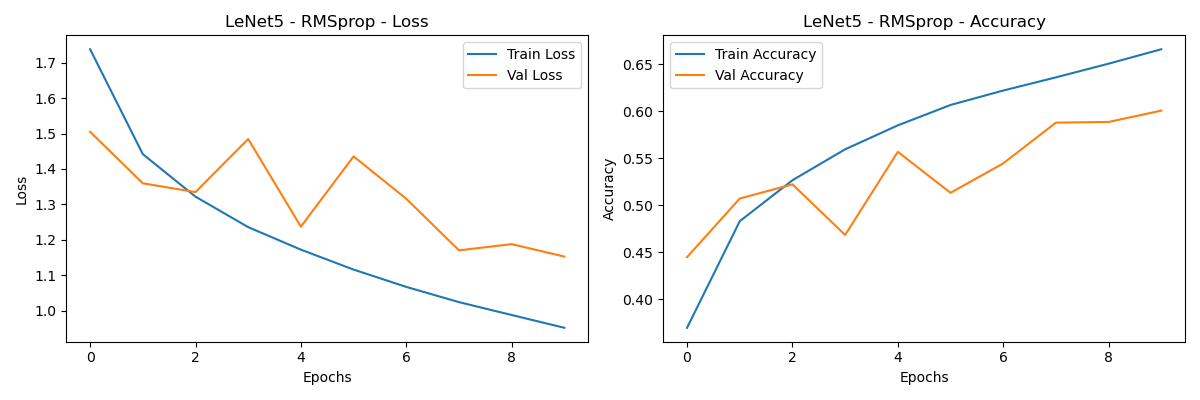 LeNet5 - RMSprop - Loss
Train Loss
Val Loss
1.7
1.6
1.5
1.4
1.3
1.2
1.1
1.0
Loss
0 2 4 6 8
Epochs
LeNet5 - RMSprop - Accuracy
Train Accuracy
Val Accuracy
0.65
0.60
0.55
0.50
0.45
0.40
Accuracy
0 2 4 6 8
Epochs